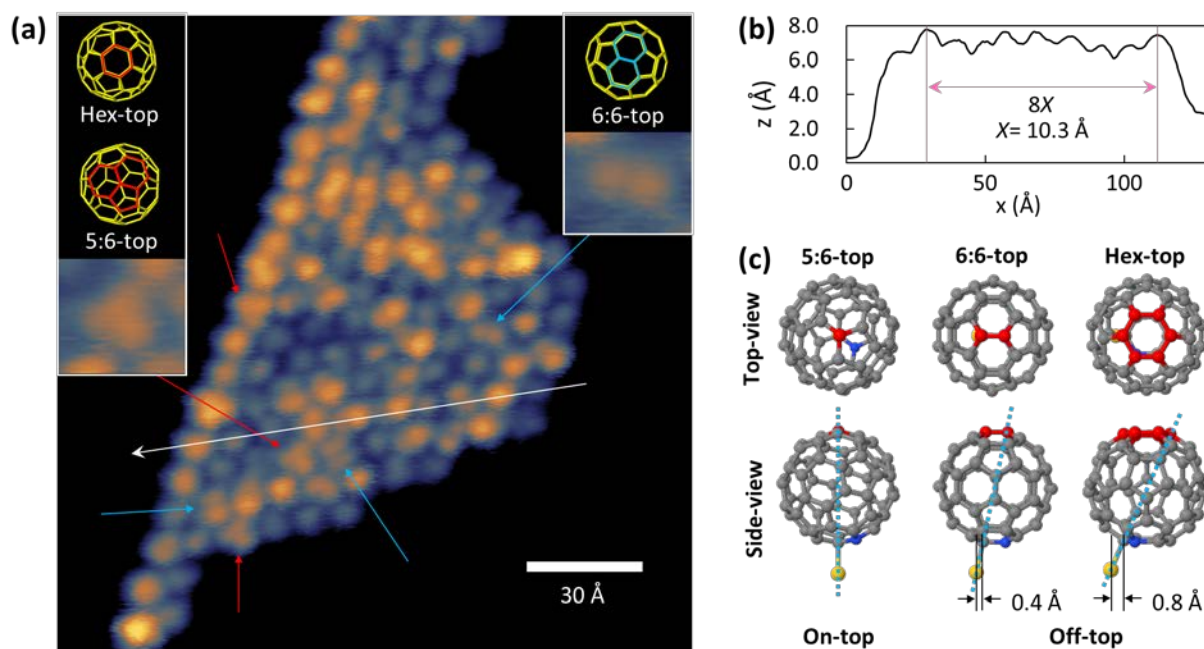 (a)
Hex-top
5:6-top
6:6-top
30 Å
(b)
z (Å)
8.0
6.0
4.0
2.0
0.0
8X
X= 10.3 Å
0
50
100
x (Å)
(c)
5:6-top
6:6-top
Hex-top
Top-view
Side-view
0.4 Å
0.8 Å
On-top
Off-top